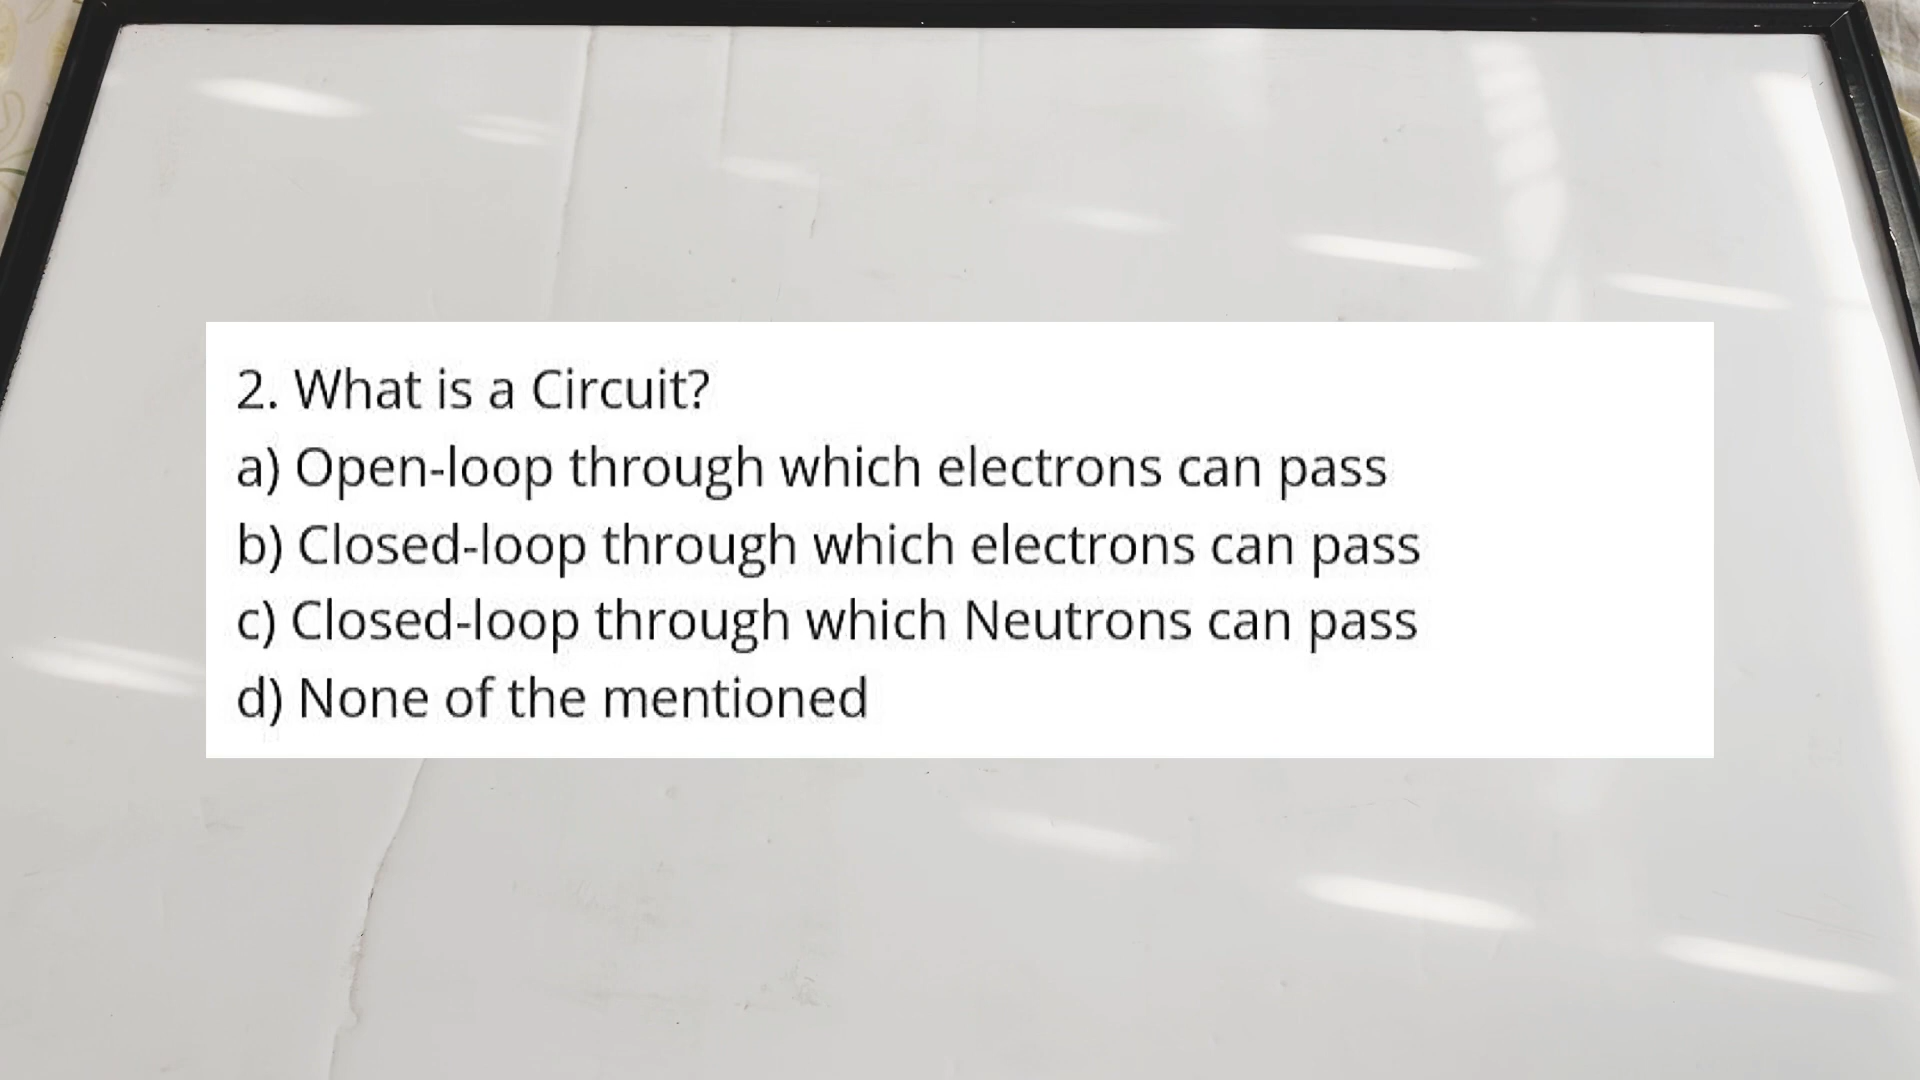 2. What is a Circuit?
a) Open-loop through which electrons can pass
b) Closed-loop through which electrons can pass
c) Closed-loop through which Neutrons can pass
d) None of the mentioned